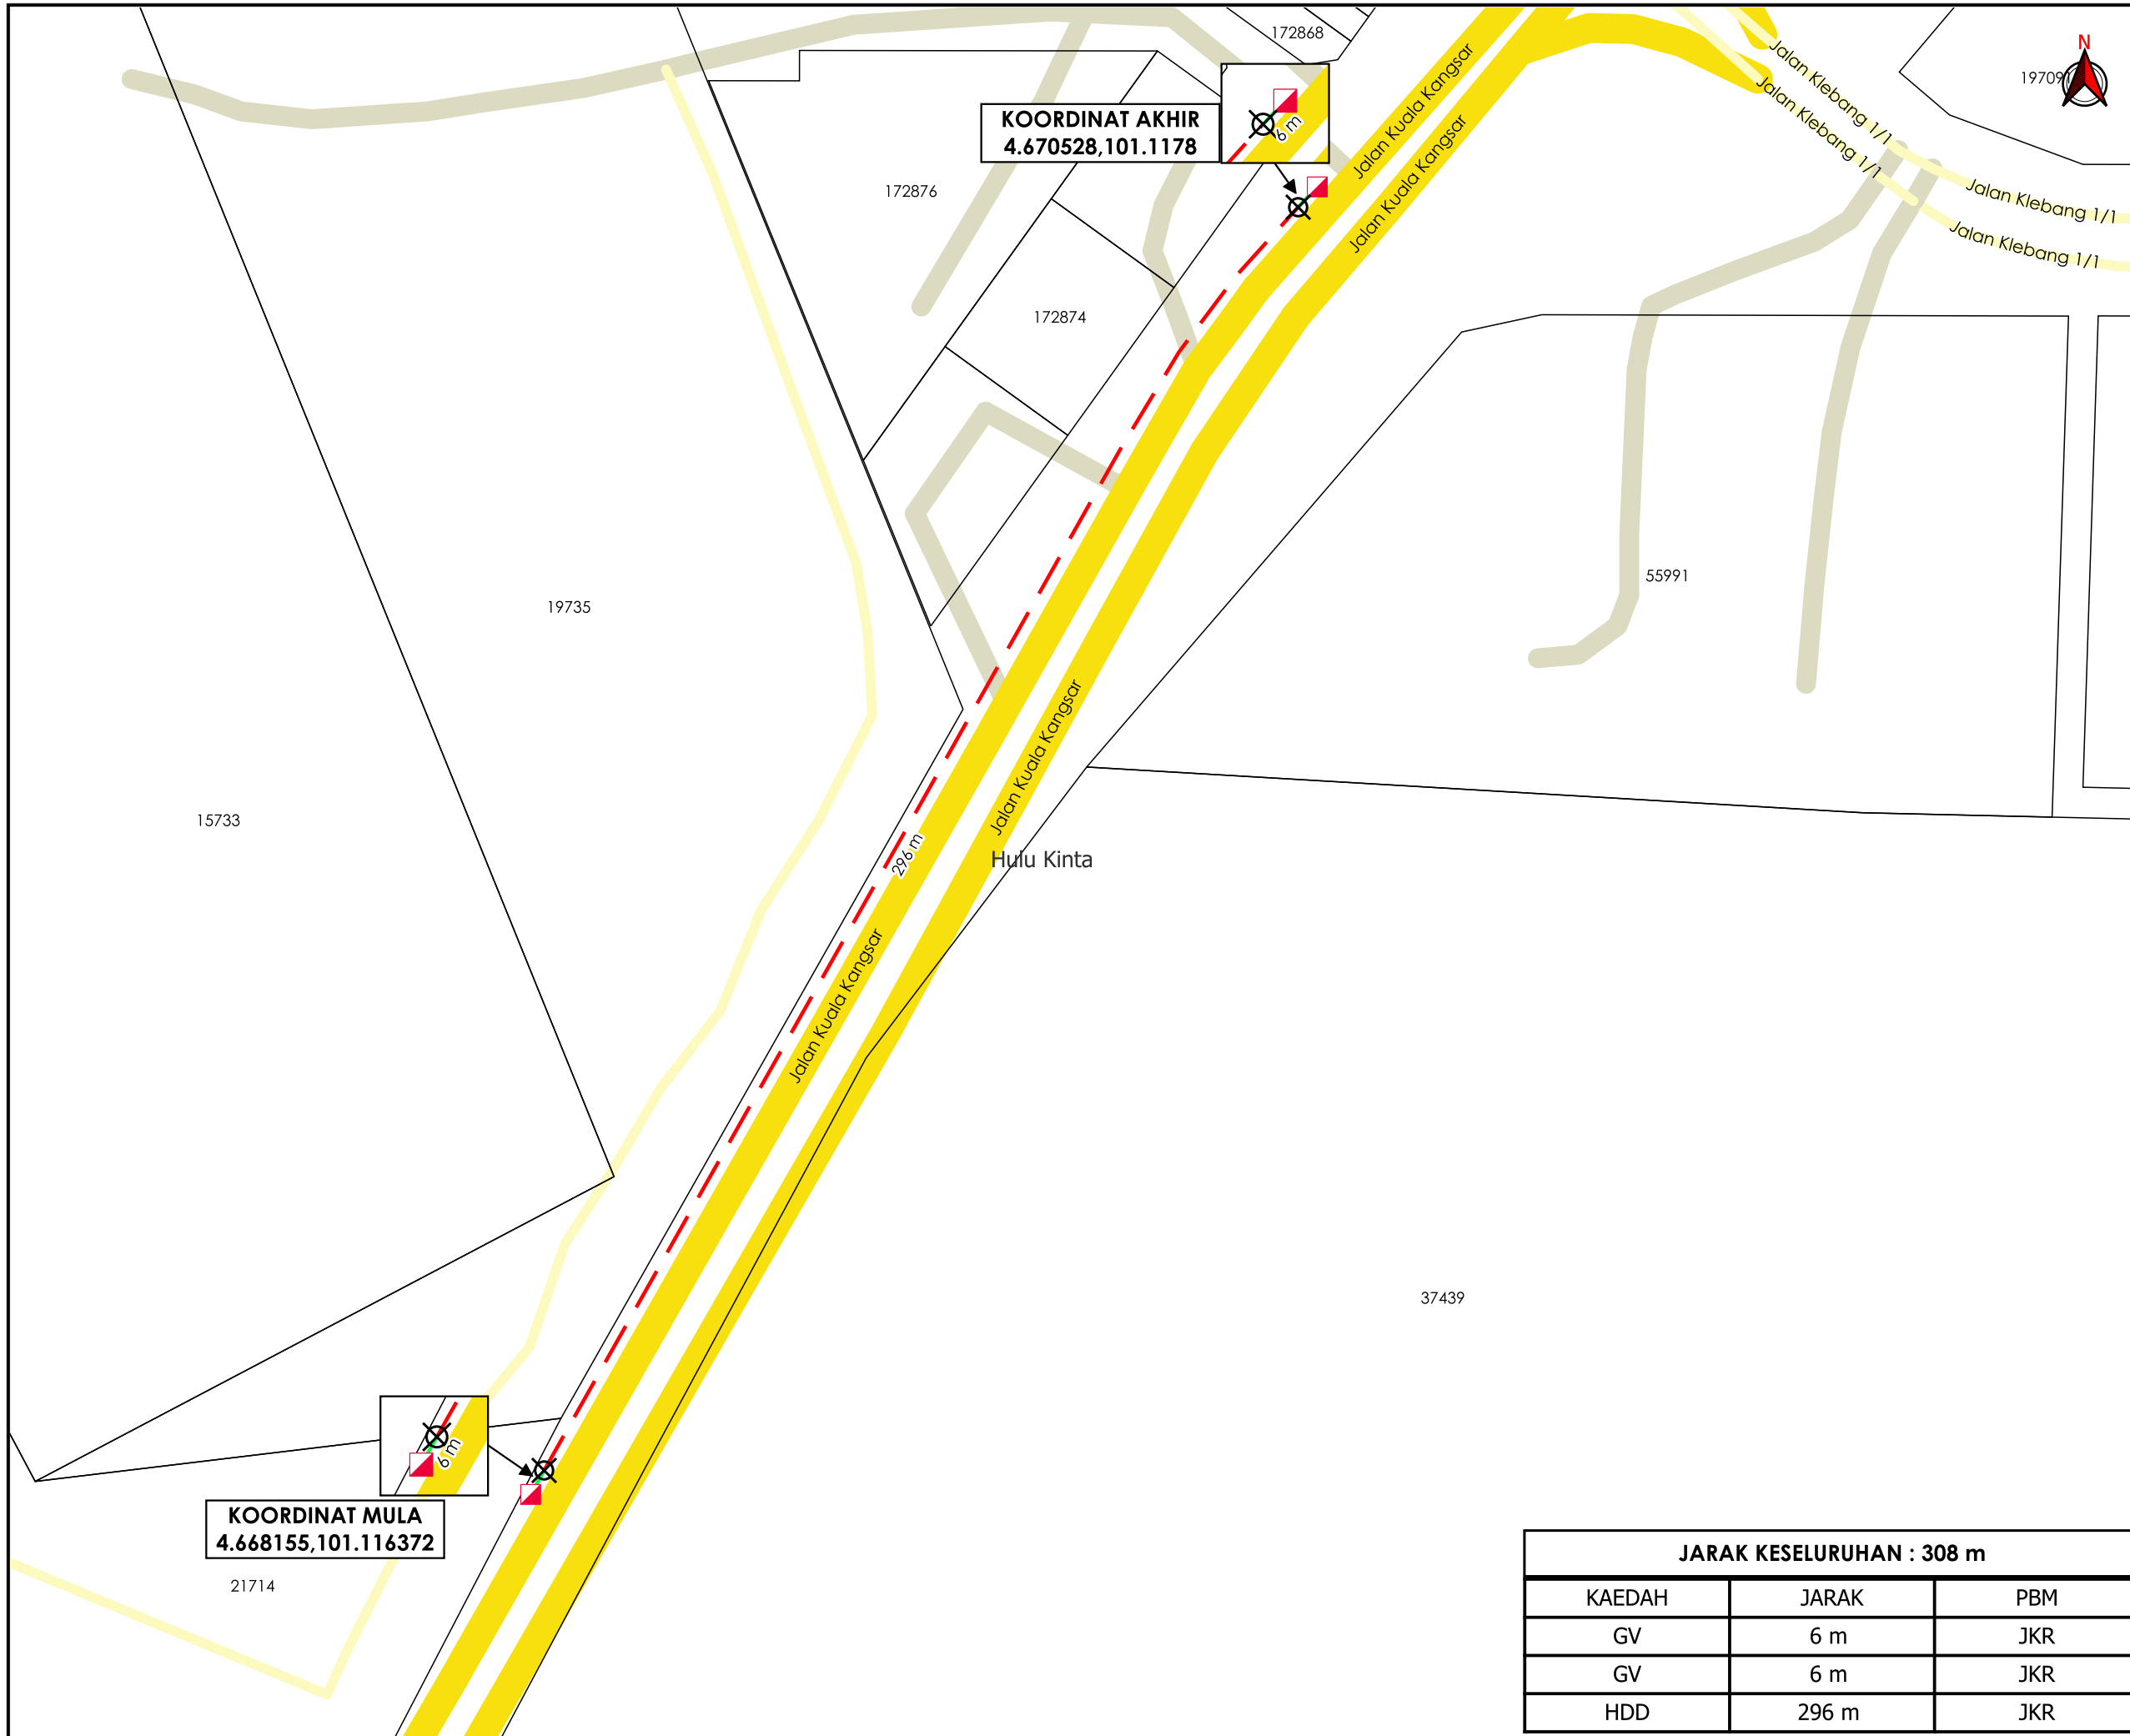 172868
N
197091
Jalan Kuala Kangsar
Jalan Kuala Kangsar
Jalan Klebang 1/1
Jalan Klebang 1/1
Jalan Klebang 1/1
Jalan Klebang 1/1
KOORDINAT AKHIR
4.670528,101.1178
6 m
172876
172874
55991
19735
15733
Jalan Kuala Kangsar
296 m
Hulu Kinta
Jalan Kuala Kangsar
37439
6 m
KOORDINAT MULA
4.668155,101.116372
21714
JARAK KESELURUHAN : 308 m
KAEDAH JARAK PBM
GV 6 m JKR
GV 6 m JKR
HDD 296 m JKR